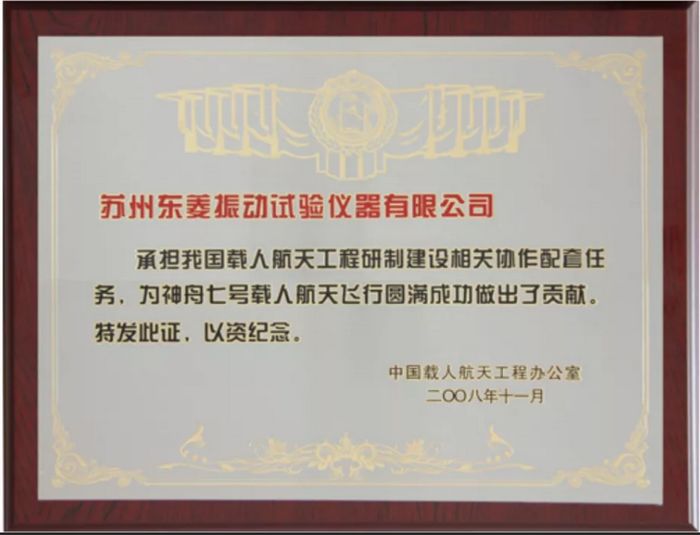 苏州东菱振动试验仪器有限公司
承担我国载人航天工程研制建设相关协作配套任
务，为神舟七号载人航天飞行圆满成功做出了贡献。
特发此证，以资纪念。
中国载人航天工程办公室
二〇〇八年十一月